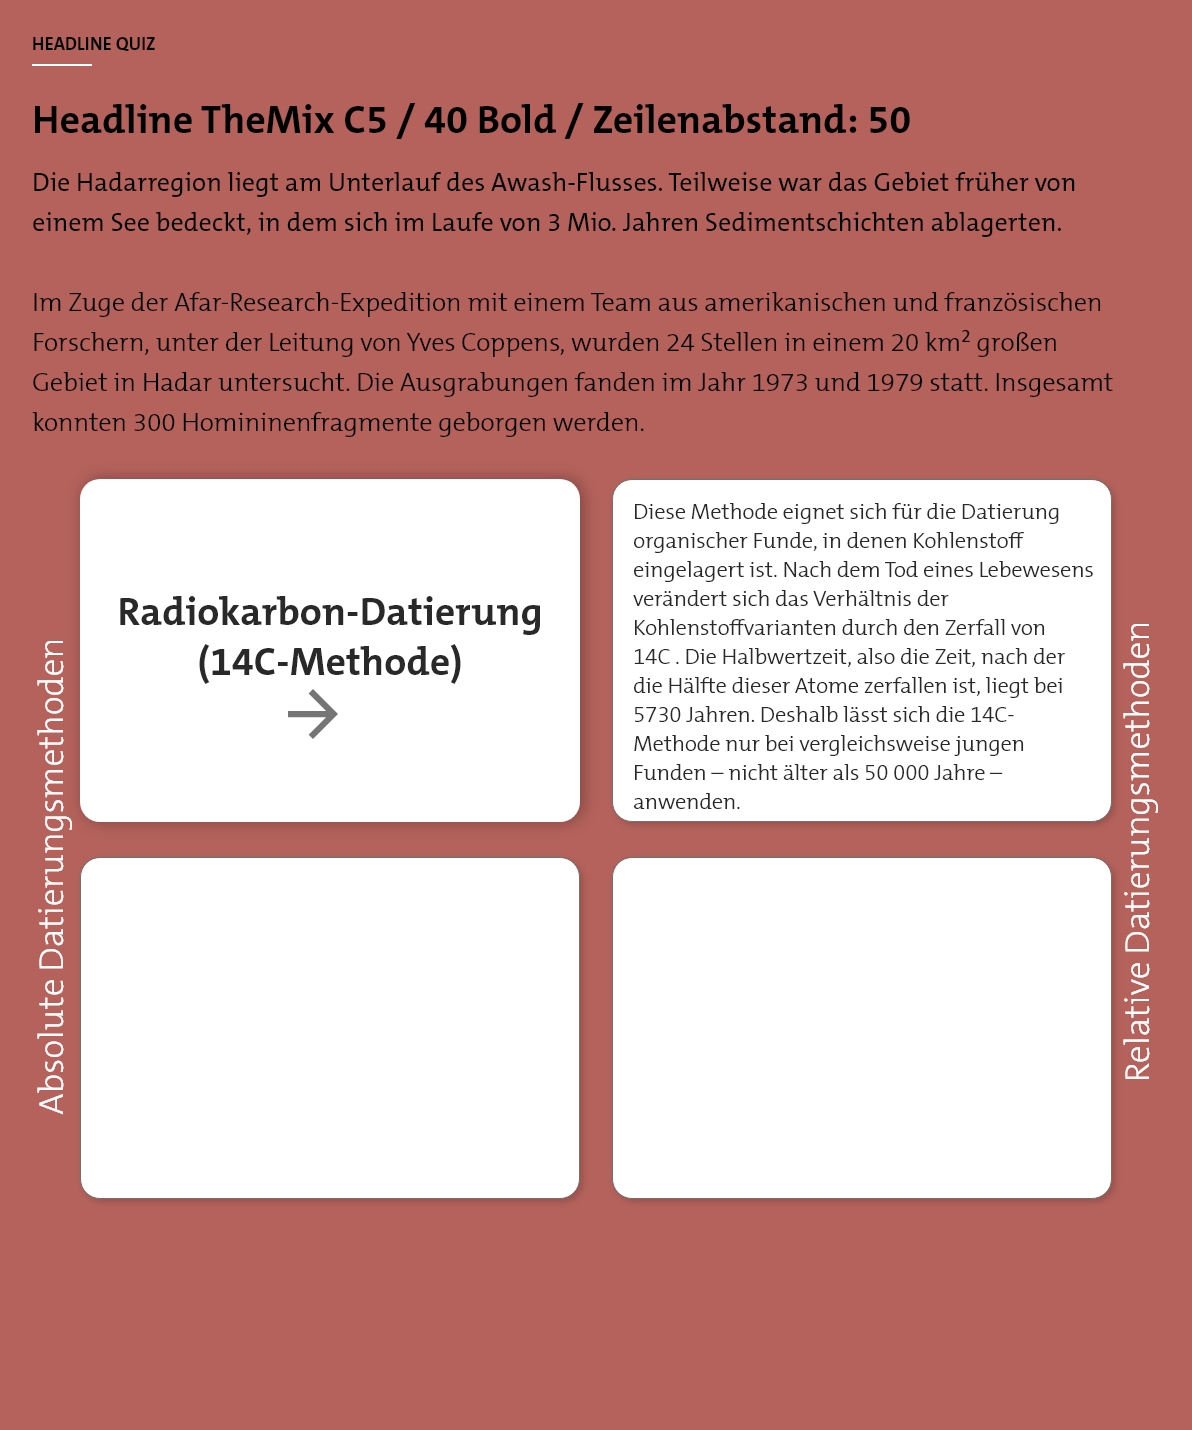 HEADLINE QUIZ
Headline TheMix C5 / 40 Bold / Zeilenabstand: 50
Die Hadarregion liegt am Unterlauf des Awash-Flusses. Teilweise war das Gebiet früher von
einem See bedeckt, in dem sich im Laufe von 3 Mio. Jahren Sedimentschichten ablagerten.
Im Zuge der Afar-Research-Expedition mit einem Team aus amerikanischen und französischen
Forschern, unter der Leitung von Yves Coppens, wurden 24 Stellen in einem 20 km² großen
Gebiet in Hadar untersucht. Die Ausgrabungen fanden im Jahr 1973 und 1979 statt. Insgesamt
konnten 300 Homininenfragmente geborgen werden.
Absolute Datierungsmethoden
Radiokarbon-Datierung
(14C-Methode)
Diese Methode eignet sich für die Datierung
organischer Funde, in denen Kohlenstoff
eingelagert ist. Nach dem Tod eines Lebewesens
verändert sich das Verhältnis der
Kohlenstoffvarianten durch den Zerfall von
14C . Die Halbwertzeit, also die Zeit, nach der
die Hälfte dieser Atome zerfallen ist, liegt bei
5730 Jahren. Deshalb lässt sich die 14C-
Methode nur bei vergleichsweise jungen
Funden – nicht älter als 50 000 Jahre –
anwenden.
Relative Datierungsmethoden